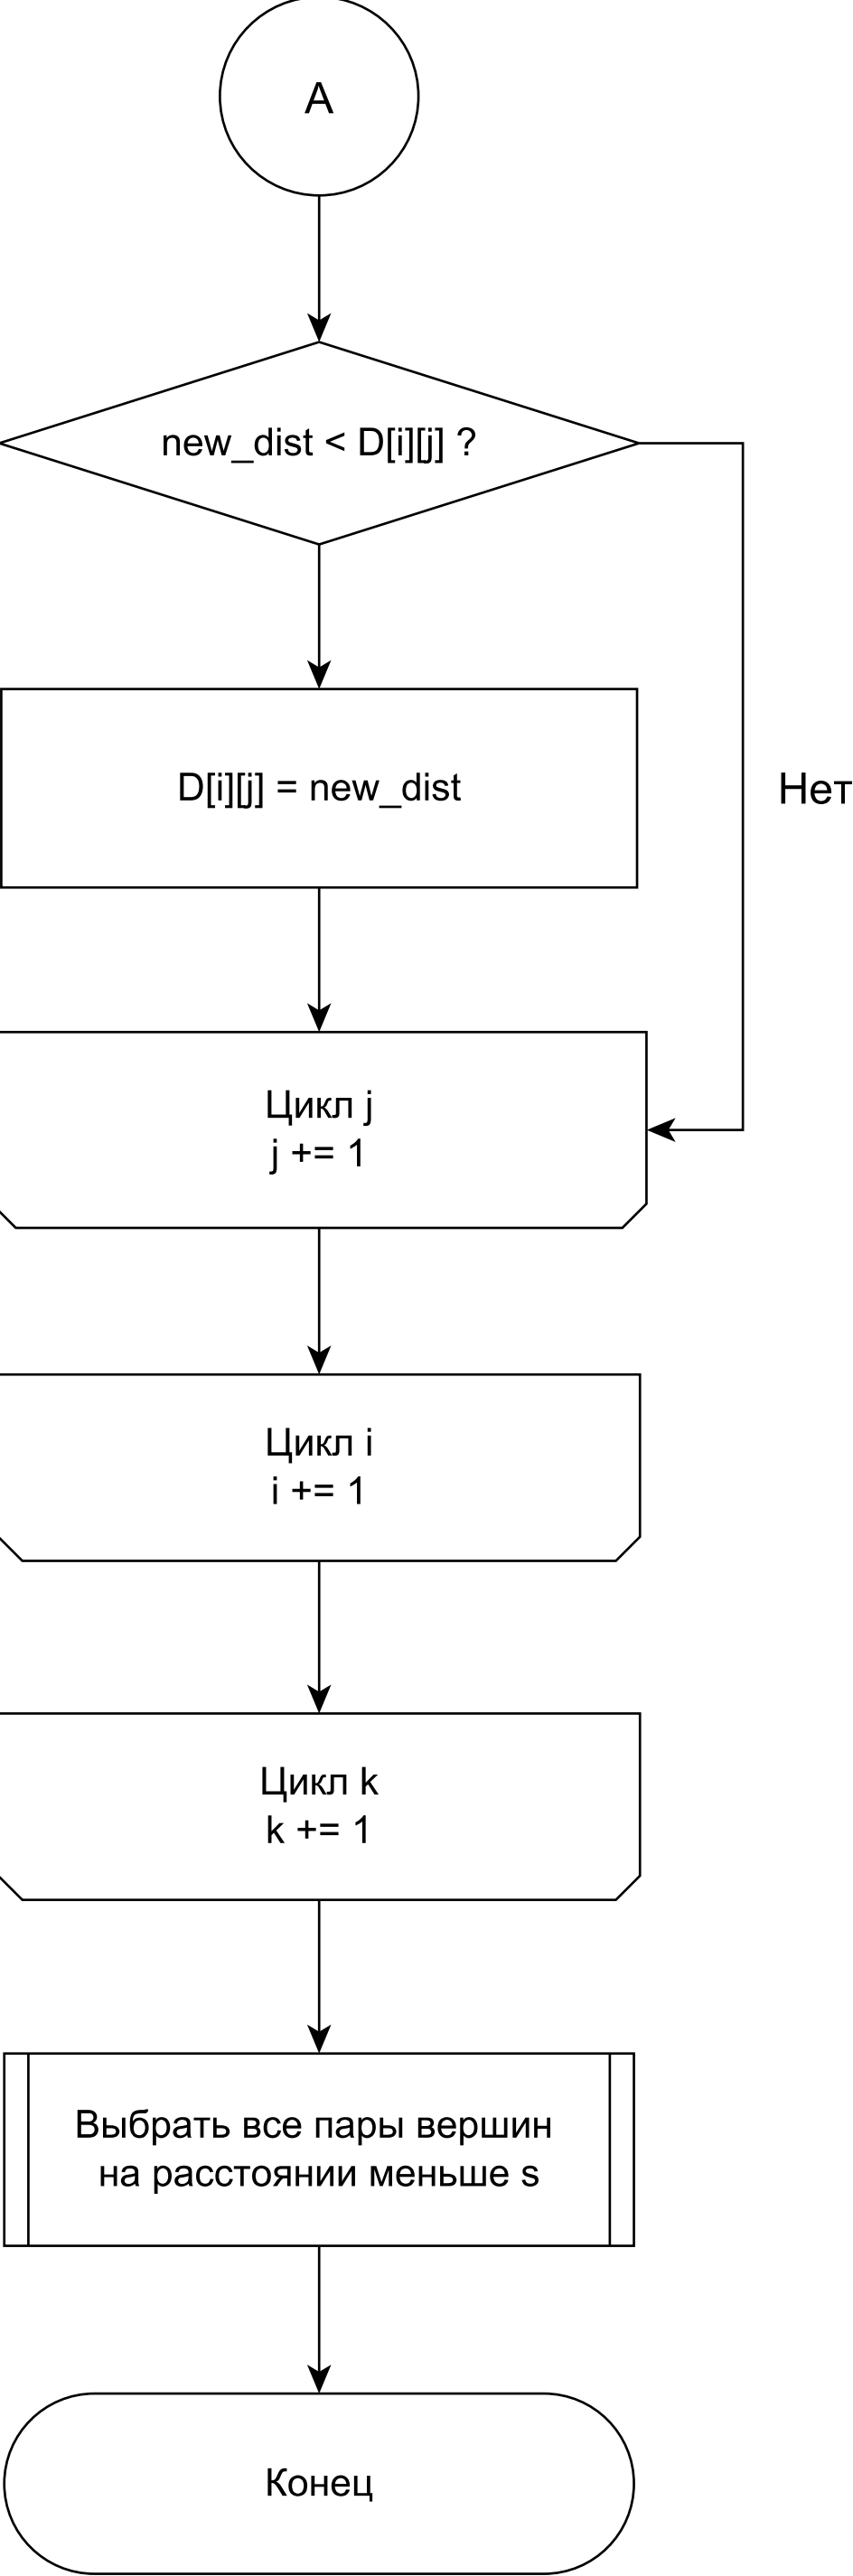 A
new_dist < D[i][j] ?
D[i][j] = new_dist
Нет
Цикл j
j += 1
Цикл i
i += 1
Цикл k
k += 1
Выбрать все пары вершин
на расстоянии меньше s
Конец